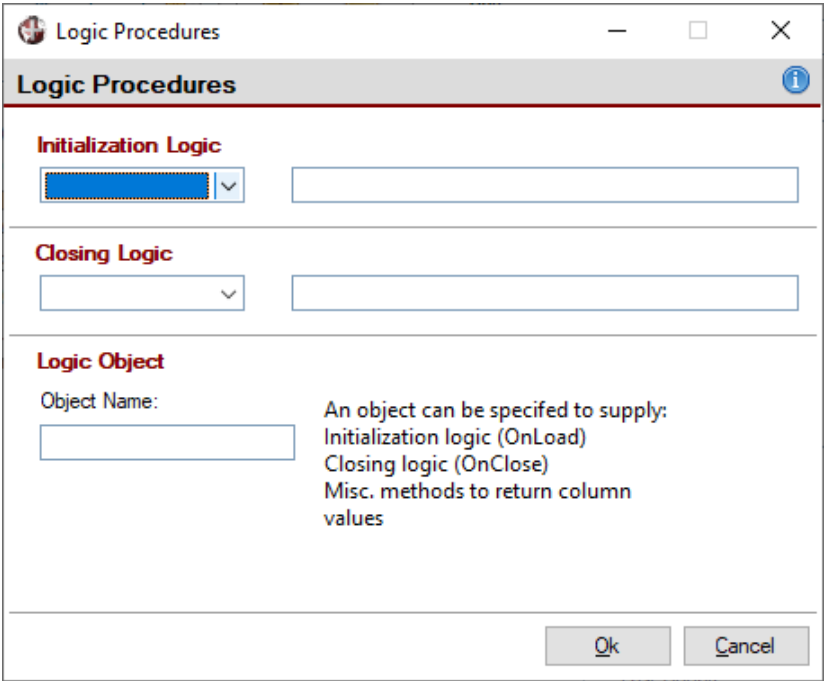 Logic Procedures
Logic Procedures
Initialization Logic
Closing Logic
Logic Object
Object Name:
An object can be specifed to supply:
Initialization logic (OnLoad)
Closing logic (OnClose)
Misc. methods to return column
values
Ok
Cancel